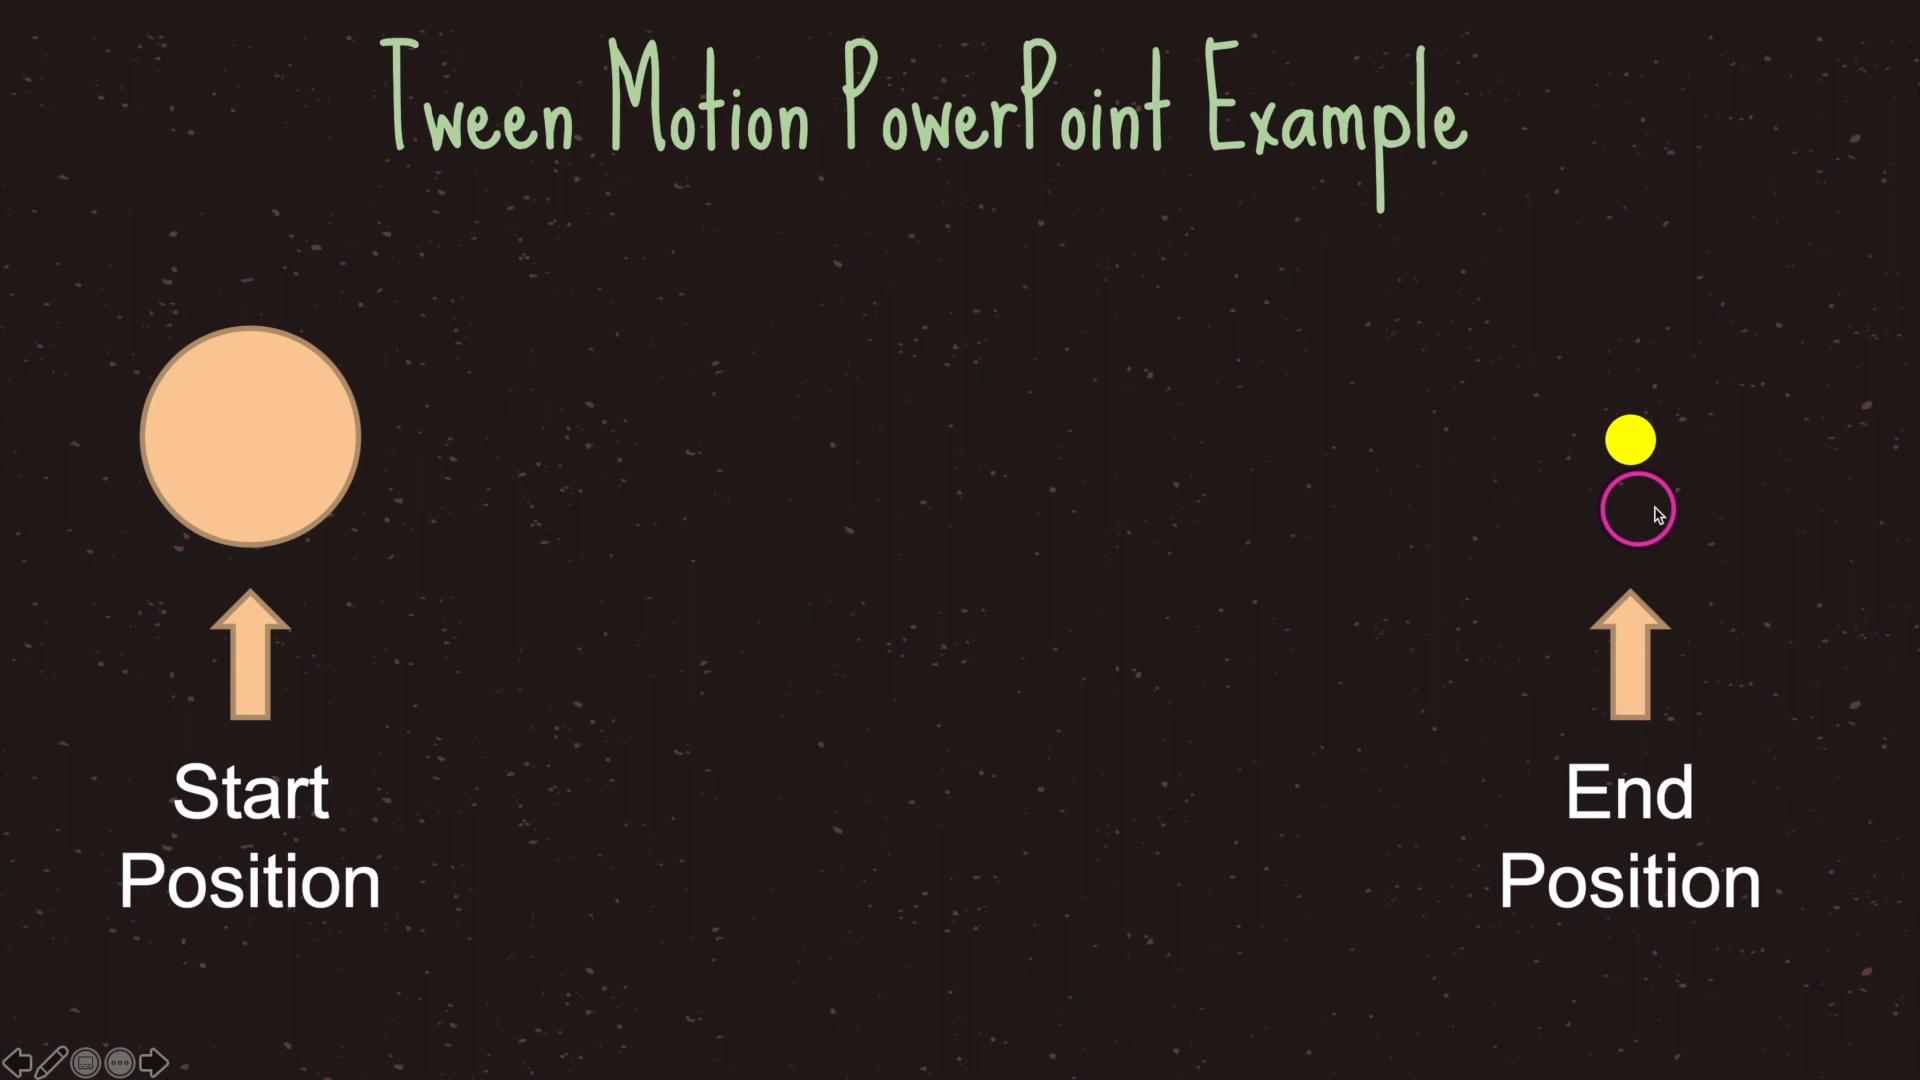 Tween Motion PowerPoint Example
Start
Position
End
Position